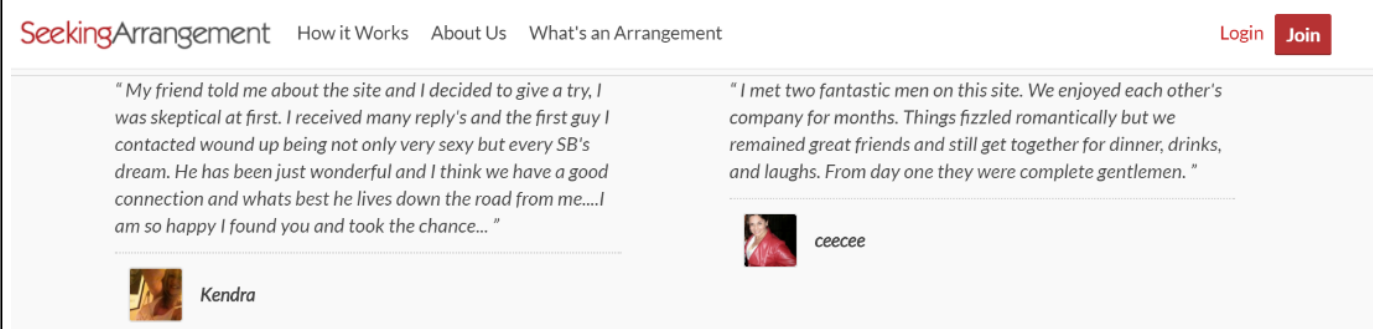 SeekingArrangement How it Works About Us What's an Arrangement Login Join
“ My friend told me about the site and I decided to give a try, I
was skeptical at first. I received many reply's and the first guy I
contacted wound up being not only very sexy but every SB's
dream. He has been just wonderful and I think we have a good
connection and whats best he lives down the road from me....I
am so happy I found you and took the chance... ”
Kendra
“ I met two fantastic men on this site. We enjoyed each other's
company for months. Things fizzled romantically but we
remained great friends and still get together for dinner, drinks,
and laughs. From day one they were complete gentlemen. ”
ceecee